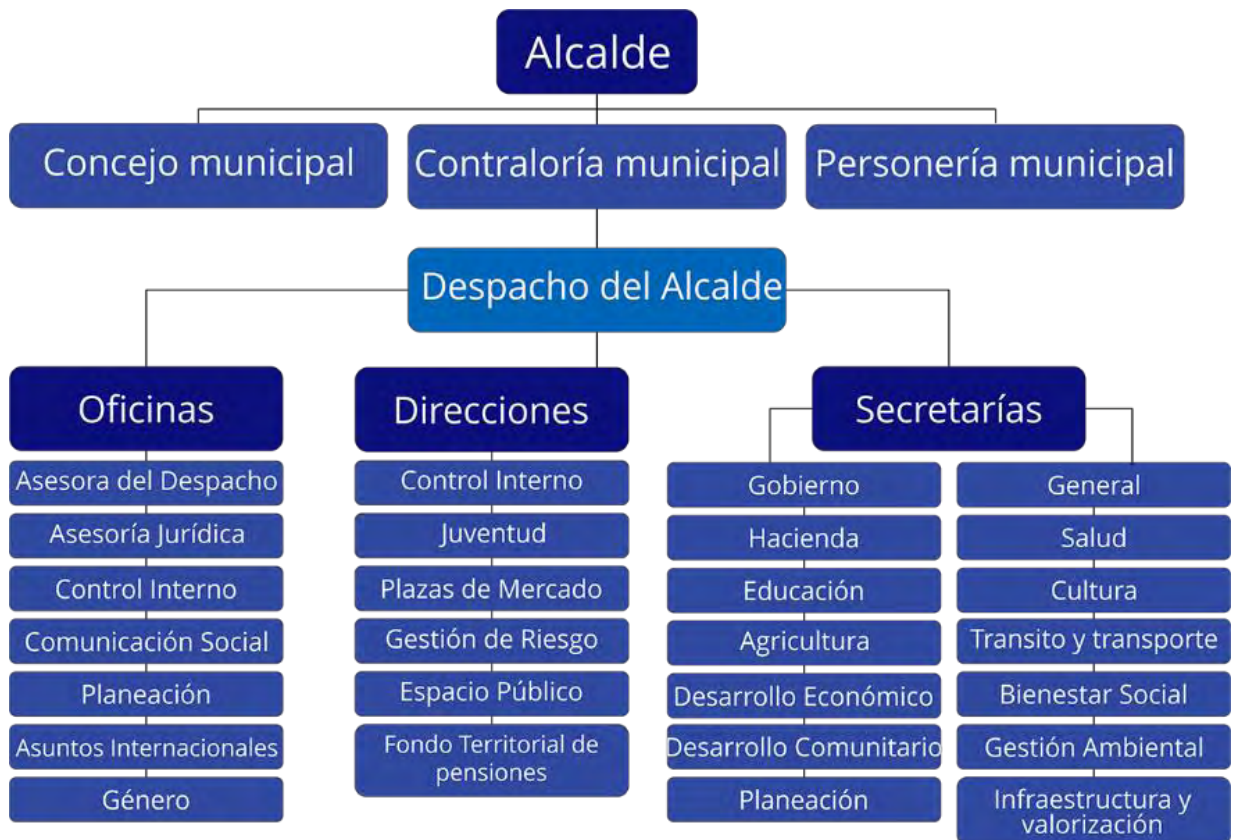 Alcalde
Concejo municipal
Contraloría municipal
Personería municipal
Despacho del Alcalde
Oficinas
Asesora del Despacho
Asesoría Jurídica
Control Interno
Comunicación Social
Planeación
Asuntos Internacionales
Género
Direcciones
Control Interno
Juventud
Plazas de Mercado
Gestión de Riesgo
Espacio Público
Fondo Territorial de
pensiones
Secretarías
Gobierno
Hacienda
Educación
Agricultura
Desarrollo Económico
Desarrollo Comunitario
Planeación
General
Salud
Cultura
Transito y transporte
Bienestar Social
Gestión Ambiental
Infraestructura y
valorización